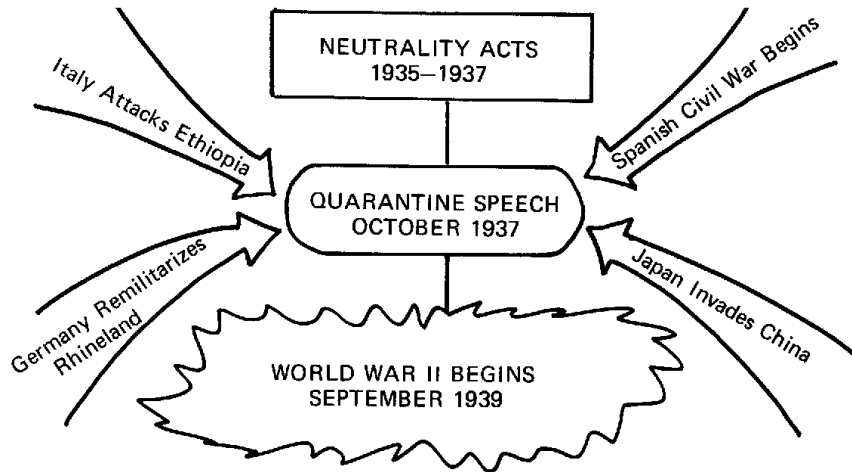 NEUTRALITY ACTS
1935–1937
Italy Attacks Ethiopia
Spanish Civil War Begins
QUARANTINE SPEECH
OCTOBER 1937
Germany Remilitarizes
Rhineland
Japan Invades China
WORLD WAR II BEGINS
SEPTEMBER 1939